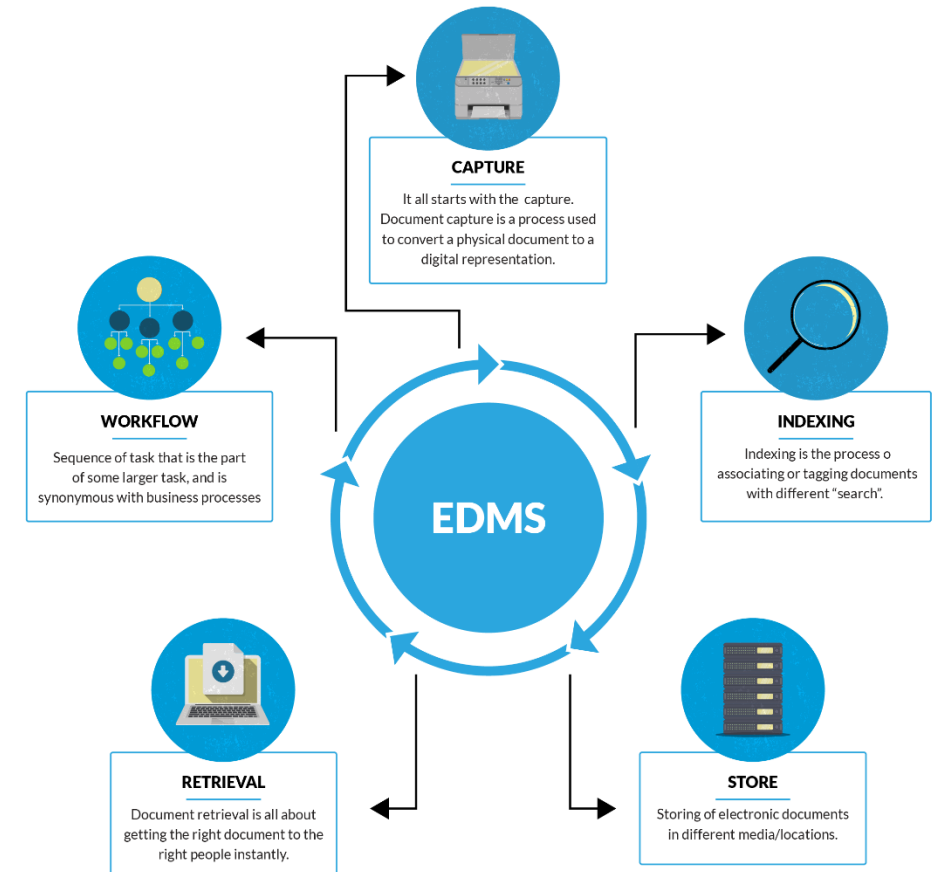 CAPTURE
It all starts with the capture.
Document capture is a process used
to convert a physical document to a
digital representation.
WORKFLOW
Sequence of task that is the part
of some larger task, and is
synonymous with business processes
INDEXING
Indexing is the process o
associating or tagging documents
with different “search”.
EDMS
RETRIEVAL
Document retrieval is all about
getting the right document to the
right people instantly.
STORE
Storing of electronic documents
in different media/locations.